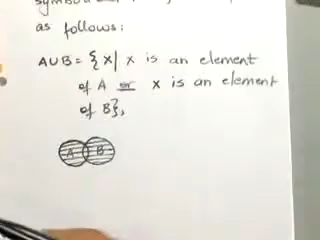 as follows:
A∪B = {x| x is an element
of A or x is an element
of B},
A B